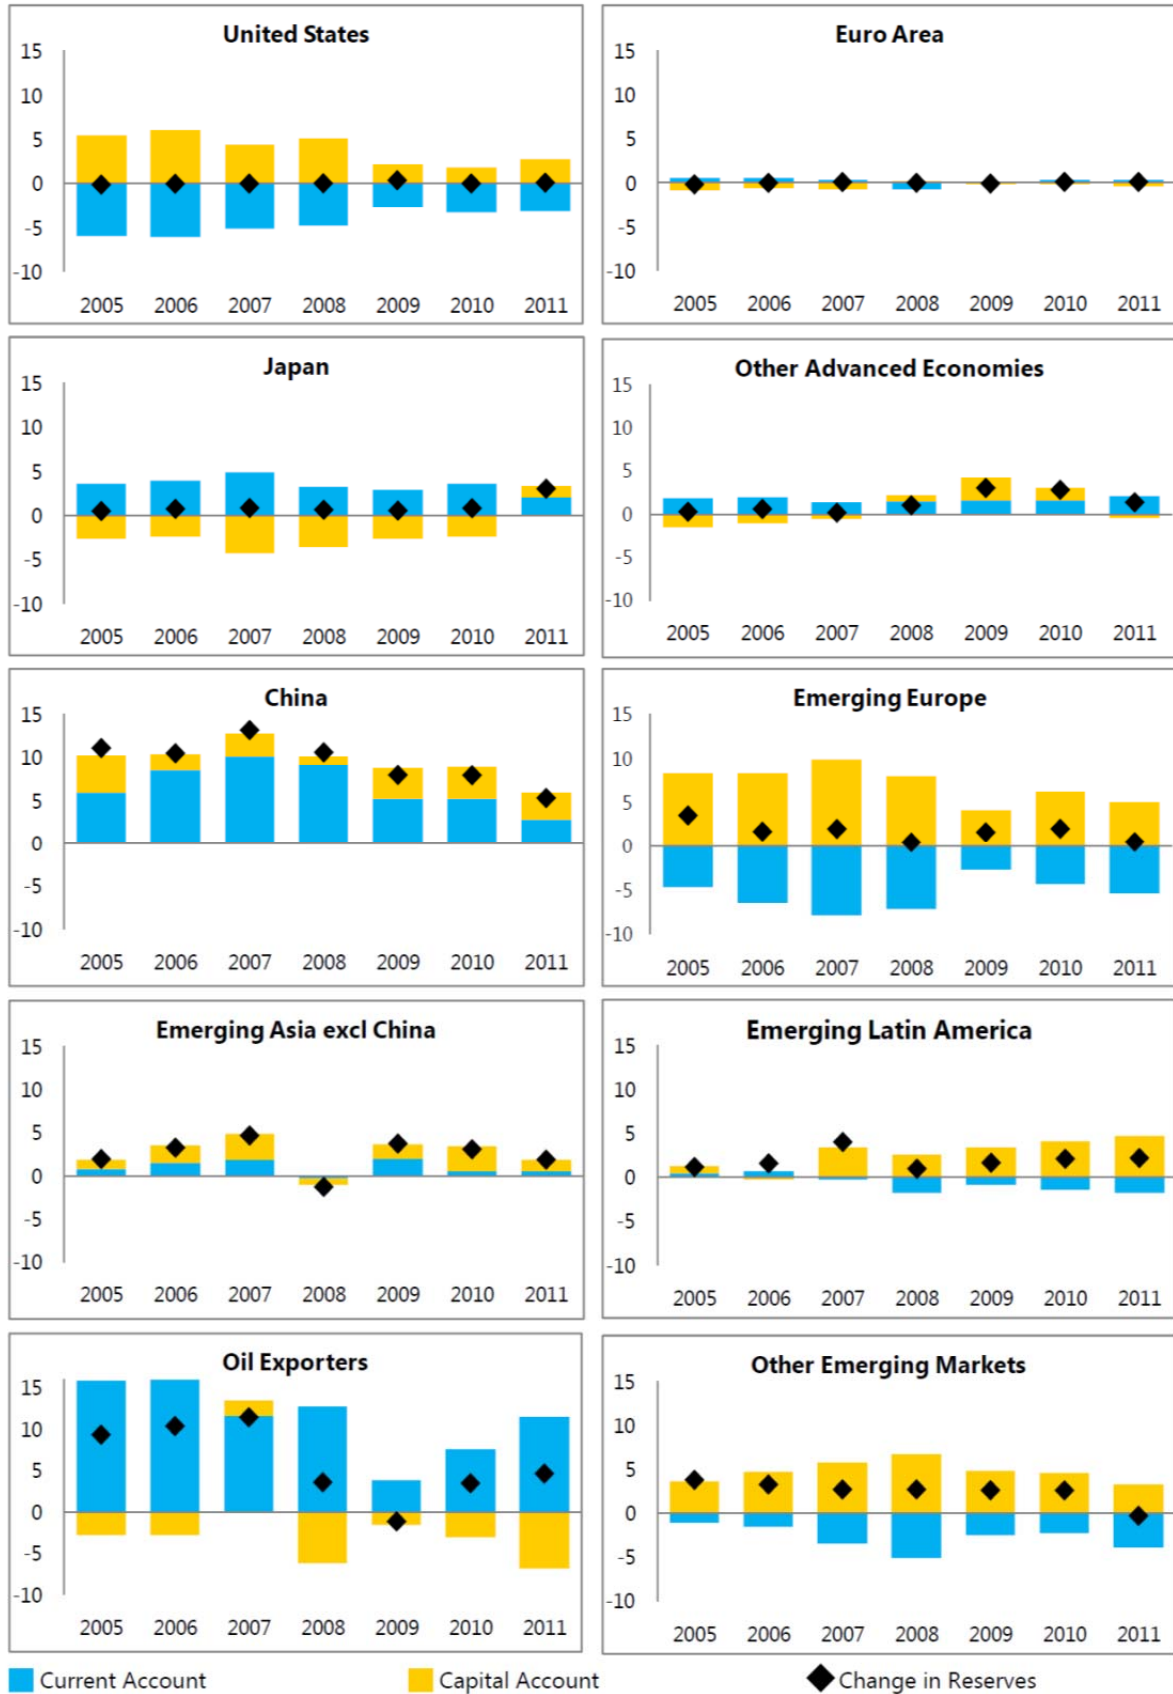 United States
15
10
5
0
-5
-10
2005 2006 2007 2008 2009 2010 2011
Euro Area
15
10
5
0
-5
-10
2005 2006 2007 2008 2009 2010 2011
Japan
15
10
5
0
-5
-10
2005 2006 2007 2008 2009 2010 2011
Other Advanced Economies
15
10
5
0
-5
-10
2005 2006 2007 2008 2009 2010 2011
China
15
10
5
0
-5
-10
2005 2006 2007 2008 2009 2010 2011
Emerging Europe
15
10
5
0
-5
-10
2005 2006 2007 2008 2009 2010 2011
Emerging Asia excl China
15
10
5
0
-5
-10
2005 2006 2007 2008 2009 2010 2011
Emerging Latin America
15
10
5
0
-5
-10
2005 2006 2007 2008 2009 2010 2011
Oil Exporters
15
10
5
0
-5
-10
2005 2006 2007 2008 2009 2010 2011
Other Emerging Markets
15
10
5
0
-5
-10
2005 2006 2007 2008 2009 2010 2011
Current Account Capital Account Change in Reserves